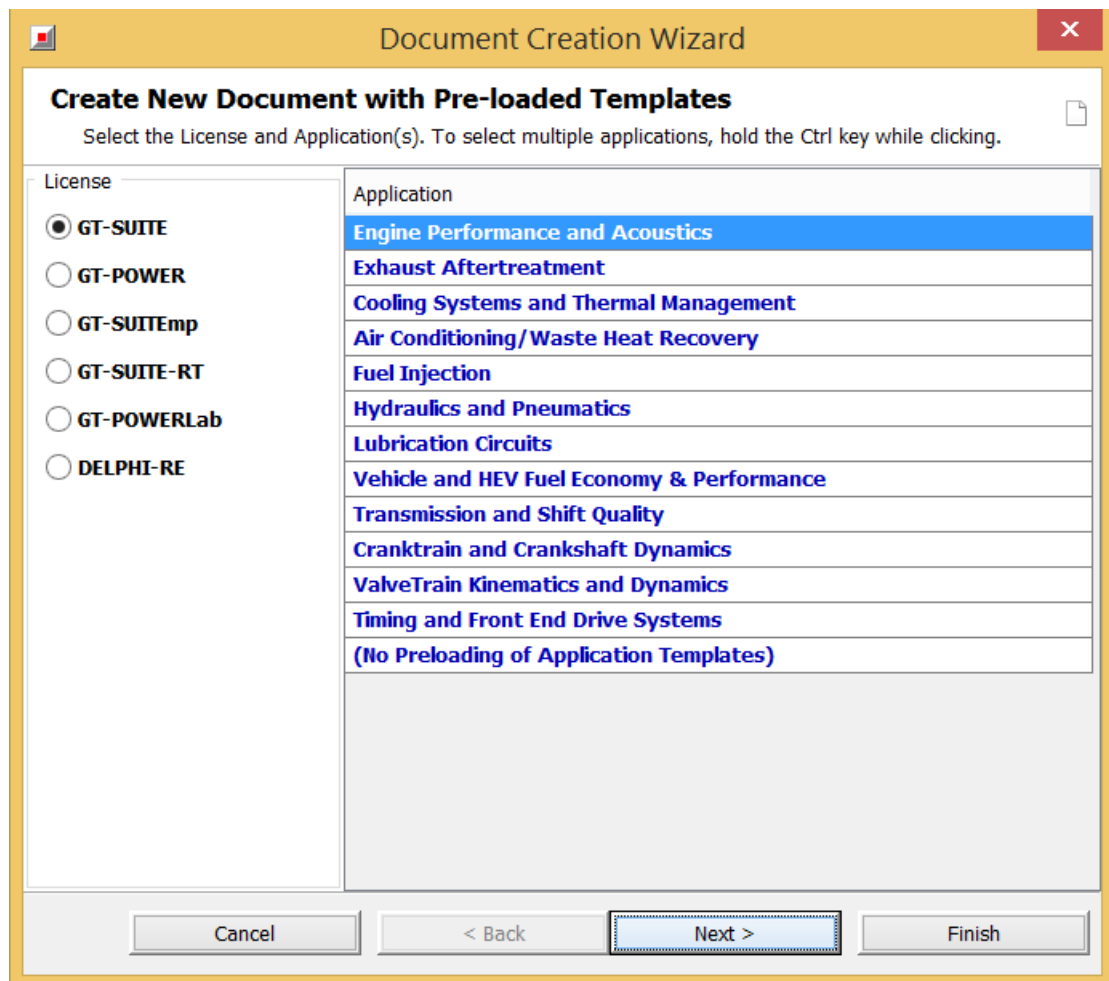 Document Creation Wizard
Create New Document with Pre-loaded Templates
Select the License and Application(s). To select multiple applications, hold the Ctrl key while clicking.
License
GT-SUITE
GT-POWER
GT-SUITEmp
GT-SUITE-RT
GT-POWERLab
DELPHI-RE
Application
Engine Performance and Acoustics
Exhaust Aftertreatment
Cooling Systems and Thermal Management
Air Conditioning/Waste Heat Recovery
Fuel Injection
Hydraulics and Pneumatics
Lubrication Circuits
Vehicle and HEV Fuel Economy & Performance
Transmission and Shift Quality
Cranktrain and Crankshaft Dynamics
ValveTrain Kinematics and Dynamics
Timing and Front End Drive Systems
(No Preloading of Application Templates)
Cancel
< Back
Next >
Finish